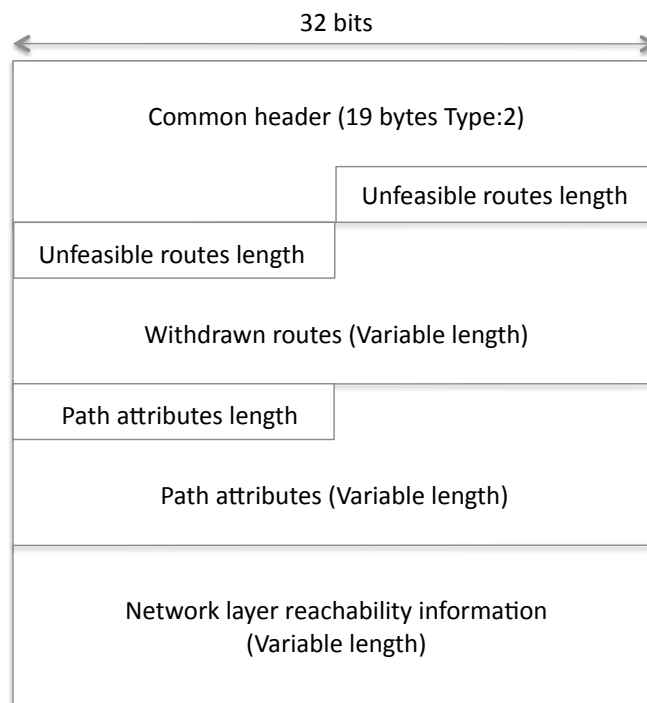 32 bits
Common header (19 bytes Type:2)
Unfeasible routes length
Unfeasible routes length
Withdrawn routes (Variable length)
Path attributes length
Path attributes (Variable length)
Network layer reachability information
(Variable length)